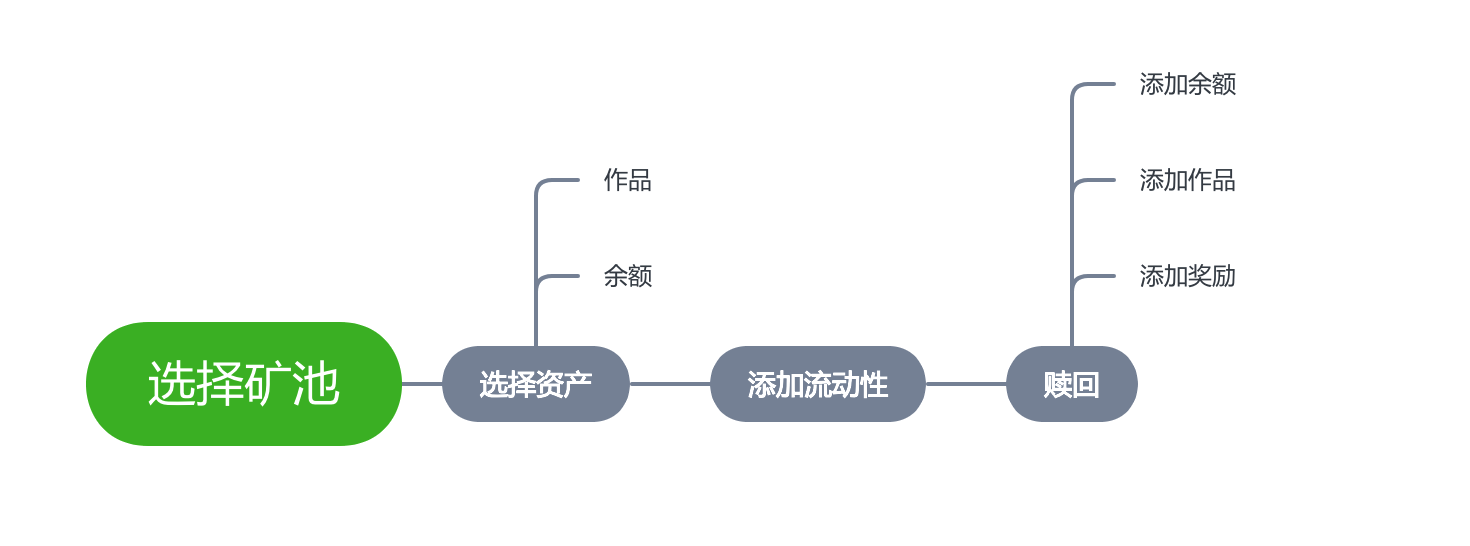 添加余额
作品
添加作品
余额
添加奖励
选择矿池
选择资产
添加流动性
赎回